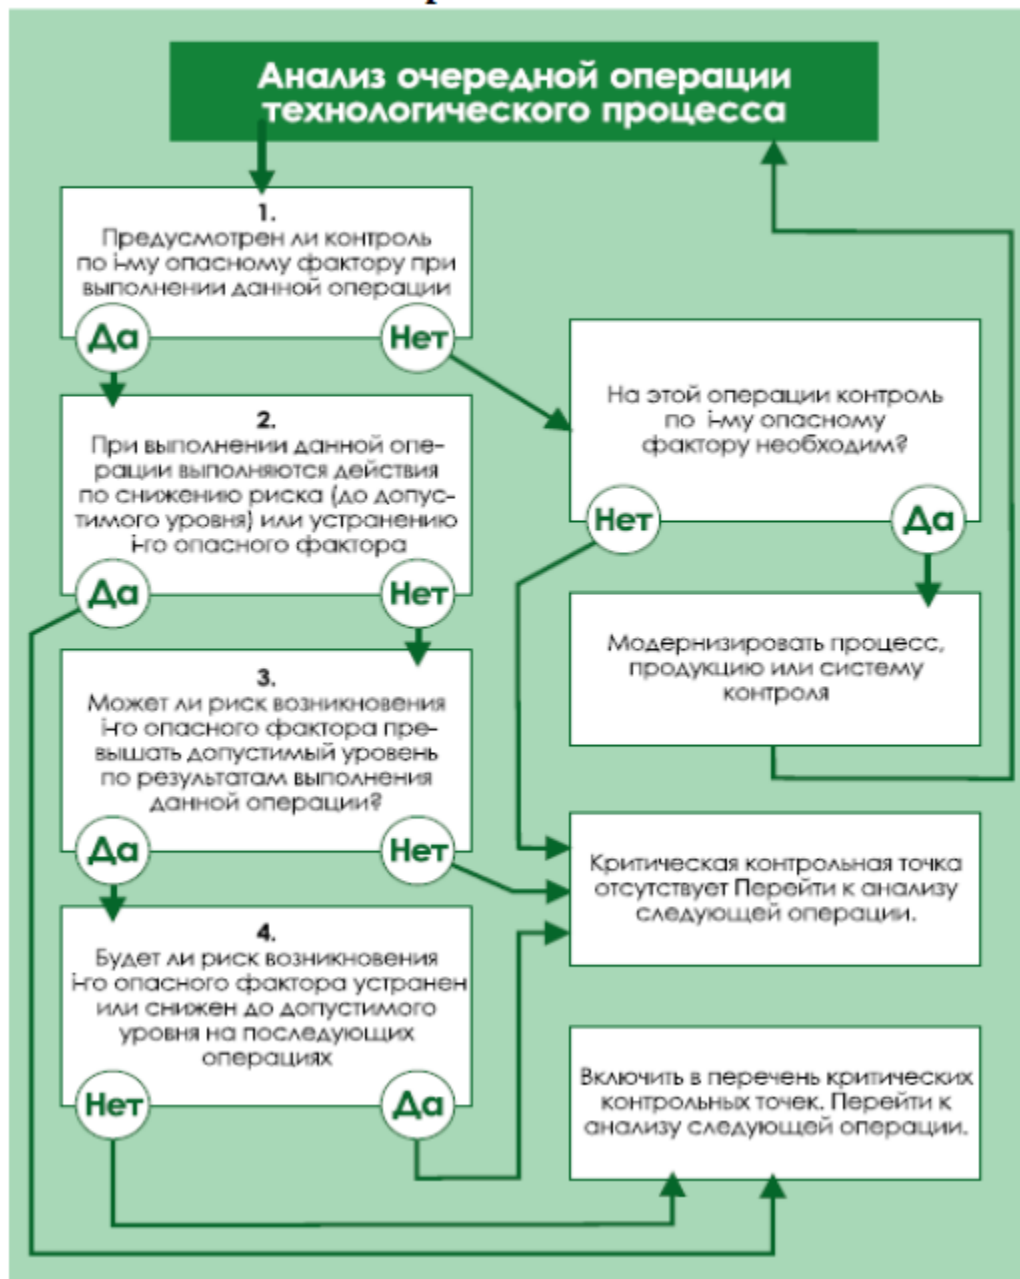 Анализ очередной операции
технологического процесса
1.
Предусмотрен ли контроль
по i-му опасному фактору при
выполнении данной операции
Да
Нет
На этой операции контроль
по i-му опасному
фактору необходим?
Нет
Да
2.
При выполнении данной опе-
рации выполняются действия
по снижению риска (до допус-
тимого уровня) или устранению
i-го опасного фактора
Да
Нет
Модернизировать процесс,
продукцию или систему
контроля
3.
Может ли риск возникновения
i-го опасного фактора пре-
вышать допустимый уровень
по результатам выполнения
данной операции?
Да
Нет
Критическая контрольная точка
отсутствует Перейти к анализу
следующей операции.
4.
Будет ли риск возникновения
i-го опасного фактора устранен
или снижен до допустимого
уровня на последующих
операциях
Нет
Да
Включить в перечень критических
контрольных точек. Перейти к
анализу следующей операции.